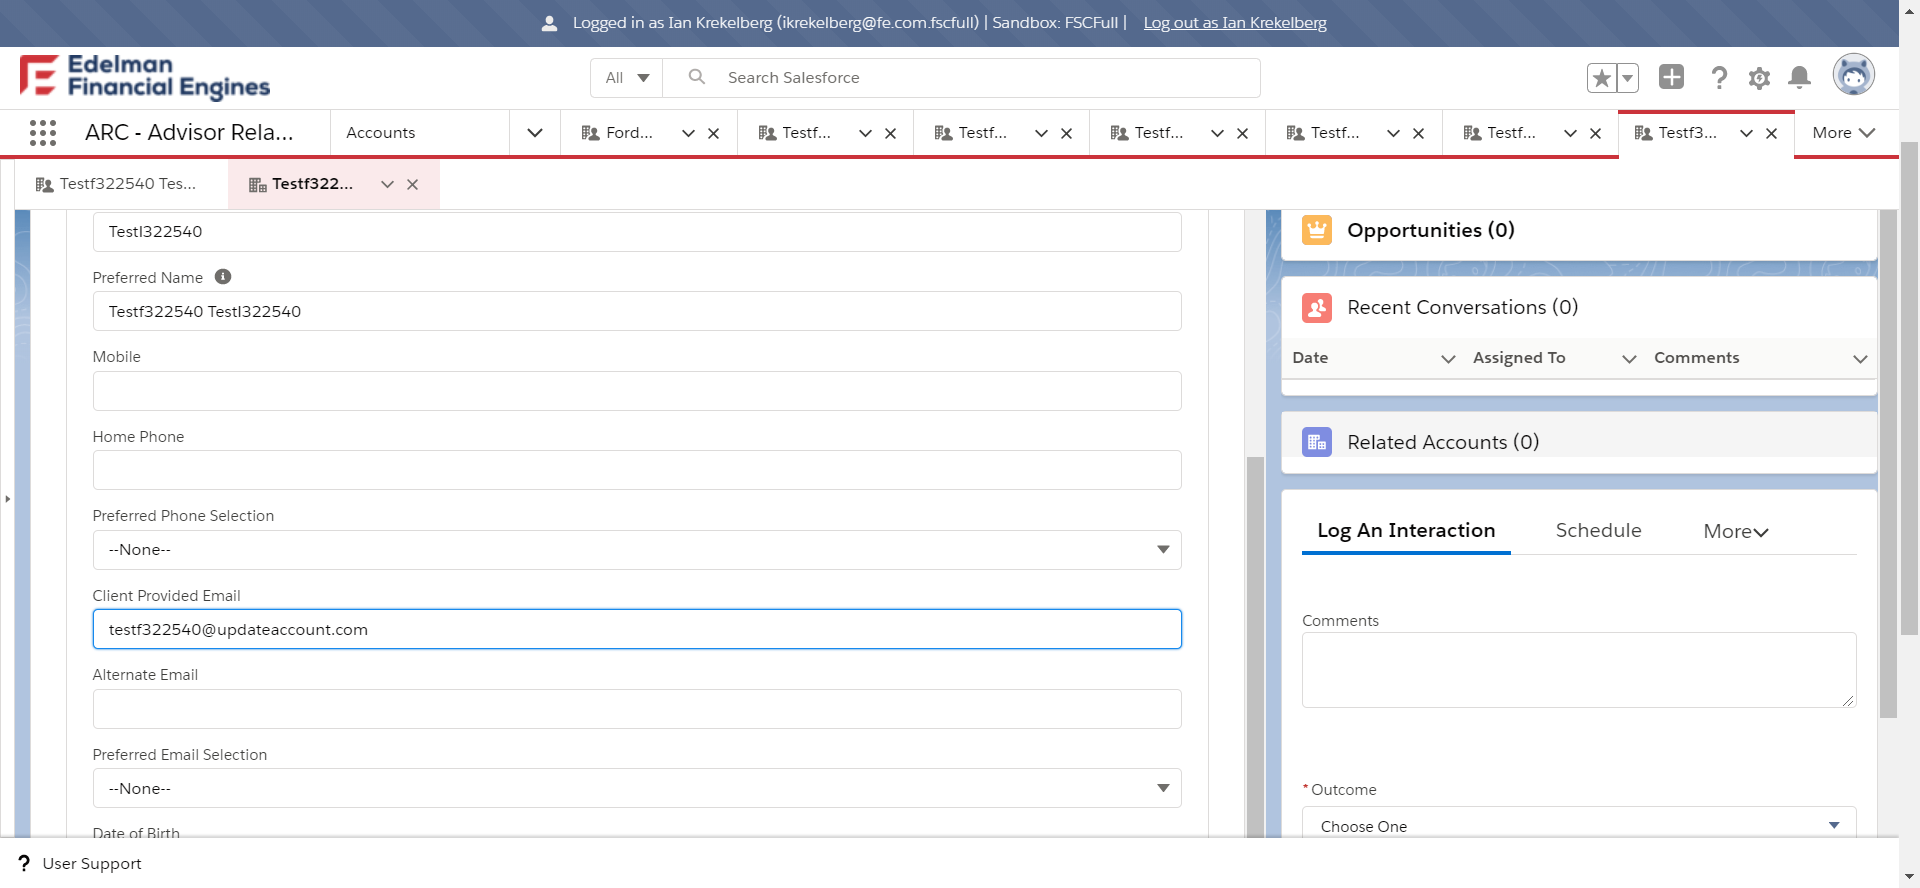 Logged in as Ian Krekelberg (ikrekelberg@fe.com.fscfull) | Sandbox: FSCFull | Log out as Ian Krekelberg
Edelman
Financial Engines
All
Search Salesforce
ARC - Advisor Rela...
Accounts
Ford...
Testf...
Testf...
Testf...
Testf...
Testf...
Testf3...
More
Testf322540 Tes...
Testf322...
Testl322540
Preferred Name
Testf322540 Testl322540
Mobile
Home Phone
Preferred Phone Selection
--None--
Client Provided Email
testf322540@updateaccount.com
Alternate Email
Preferred Email Selection
--None--
Date of Birth
Opportunities (0)
Recent Conversations (0)
Date
Assigned To
Comments
Related Accounts (0)
Log An Interaction
Schedule
More
Comments
* Outcome
Choose One
? User Support